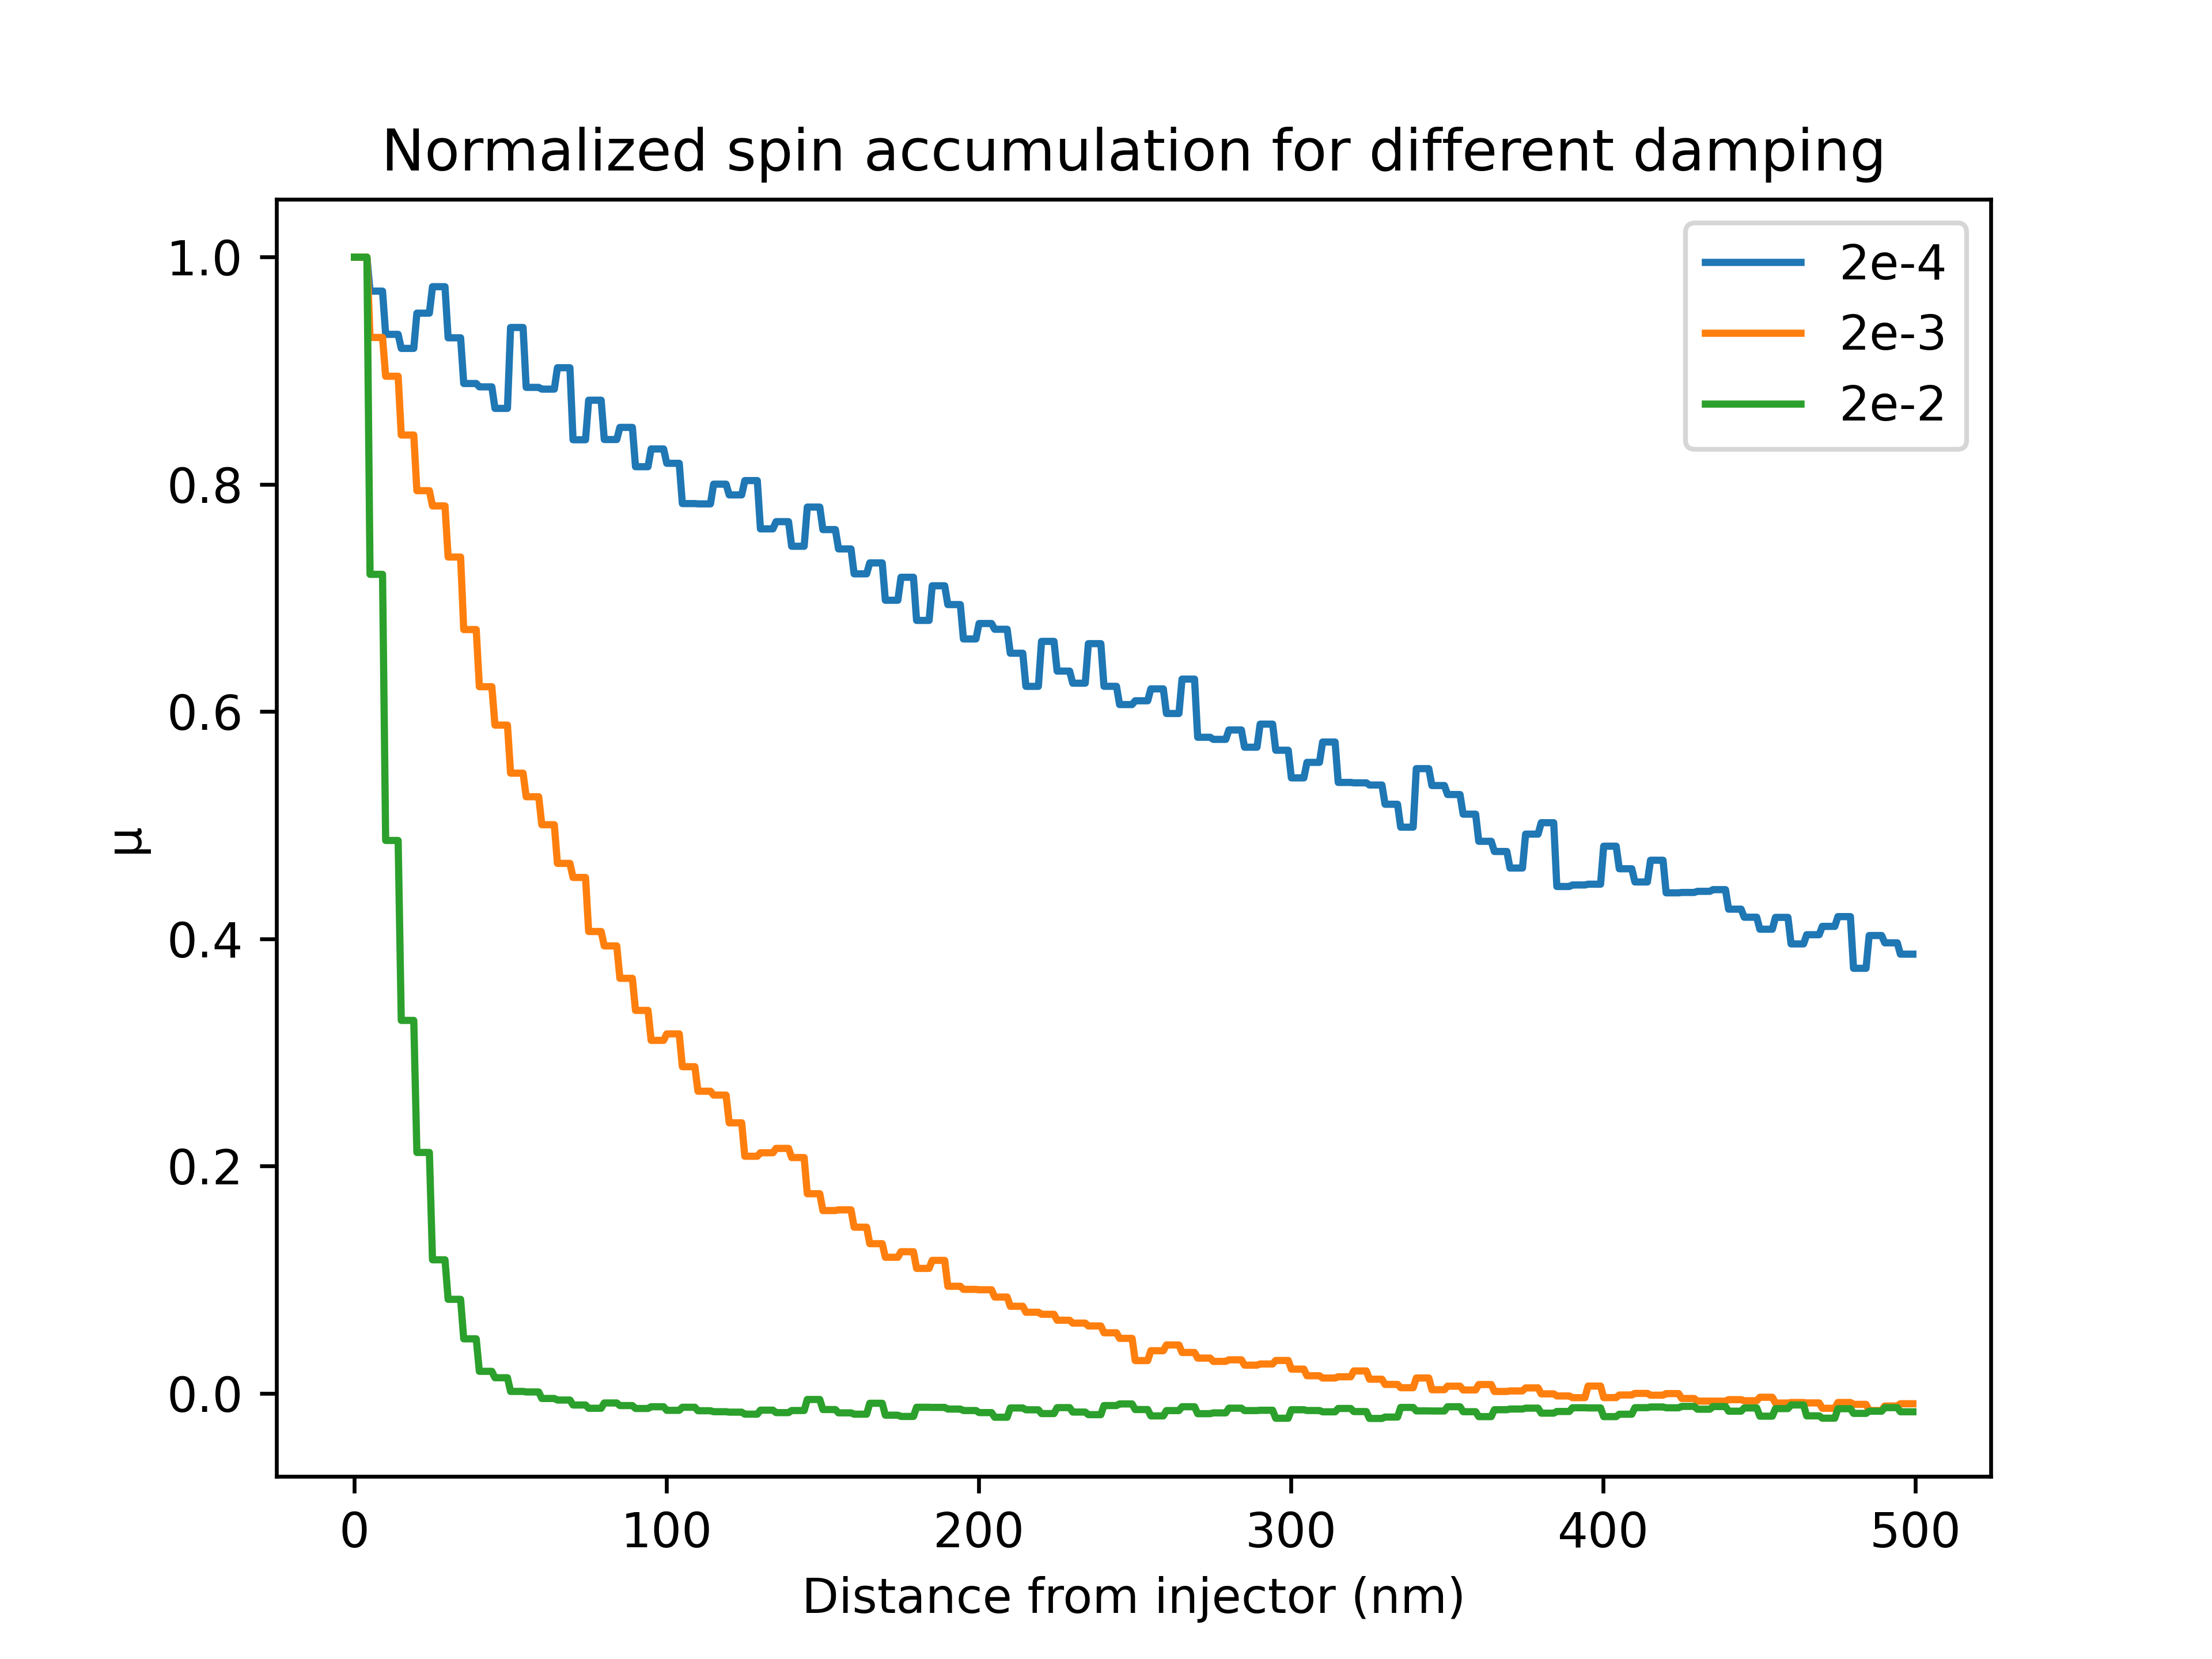 Normalized spin accumulation for different damping
2e-4
2e-3
2e-2
1.0
0.8
0.6
0.4
0.2
0.0
μ
0 100 200 300 400 500
Distance from injector (nm)